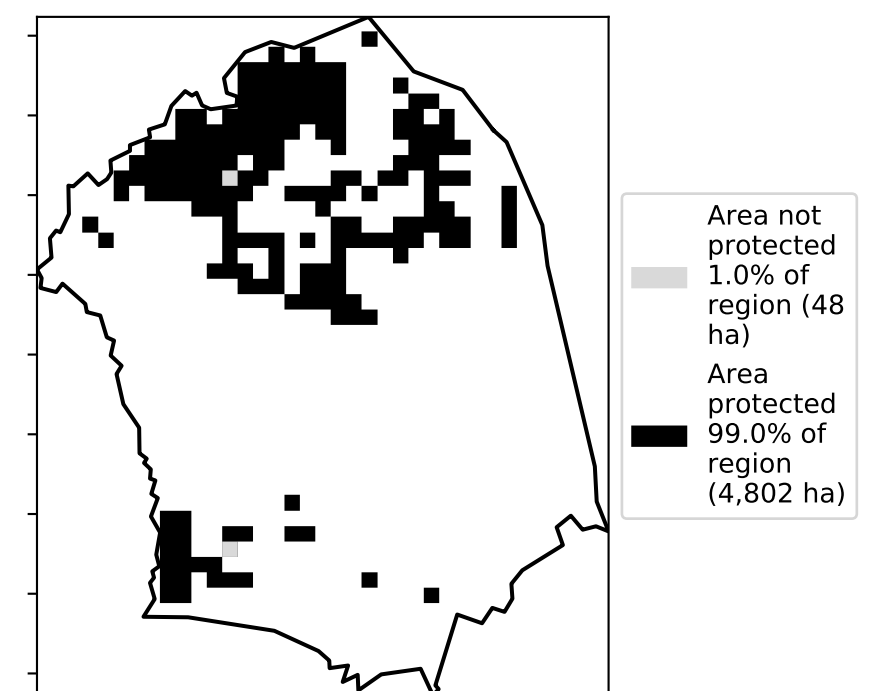 Area not
protected
1.0% of
region (48
ha)
Area
protected
99.0% of
region
(4,802 ha)